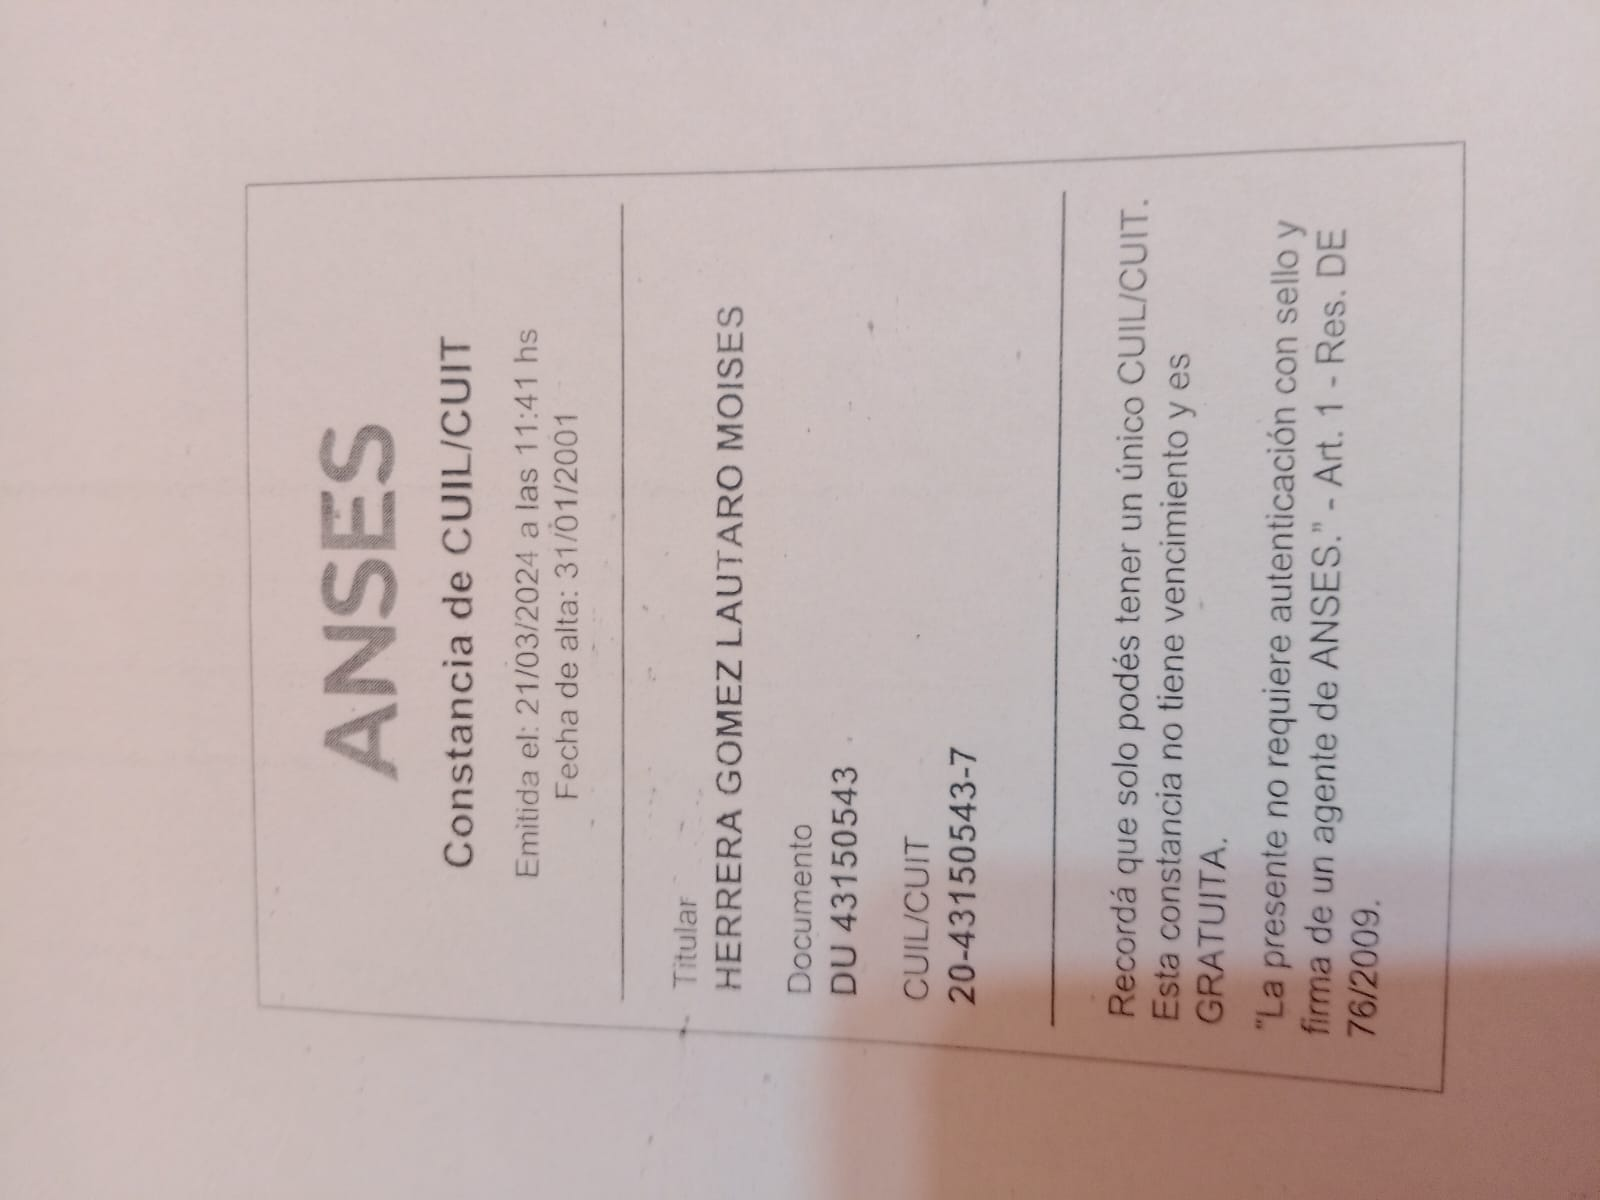 ANSES
Constancia de CUIL/CUIT
Emitida el: 21/03/2024 a las 11:41 hs
Fecha de alta: 31/01/2001
Titular
HERRERA GOMEZ LAUTARO MOISES
Documento
DU 43150543
CUIL/CUIT
20-43150543-7
Recordá que solo podés tener un único CUIL/CUIT.
Esta constancia no tiene vencimiento y es
GRATUITA.
"La presente no requiere autenticación con sello y
firma de un agente de ANSES." - Art. 1 - Res. DE
76/2009.